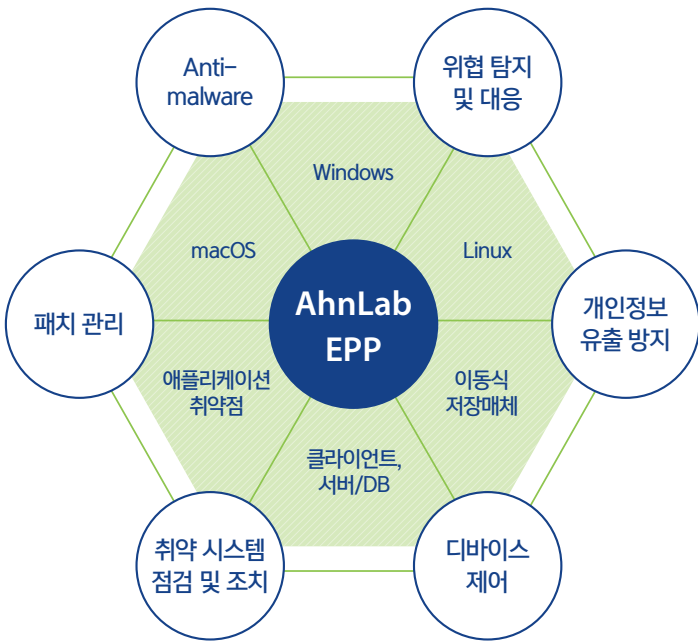 Anti-
malware
위협 탐지
및 대응
Windows
macOS
Linux
패치 관리
AhnLab
EPP
개인정보
유출 방지
애플리케이션
취약점
이동식
저장매체
클라이언트,
서버/DB
취약 시스템
점검 및 조치
디바이스
제어